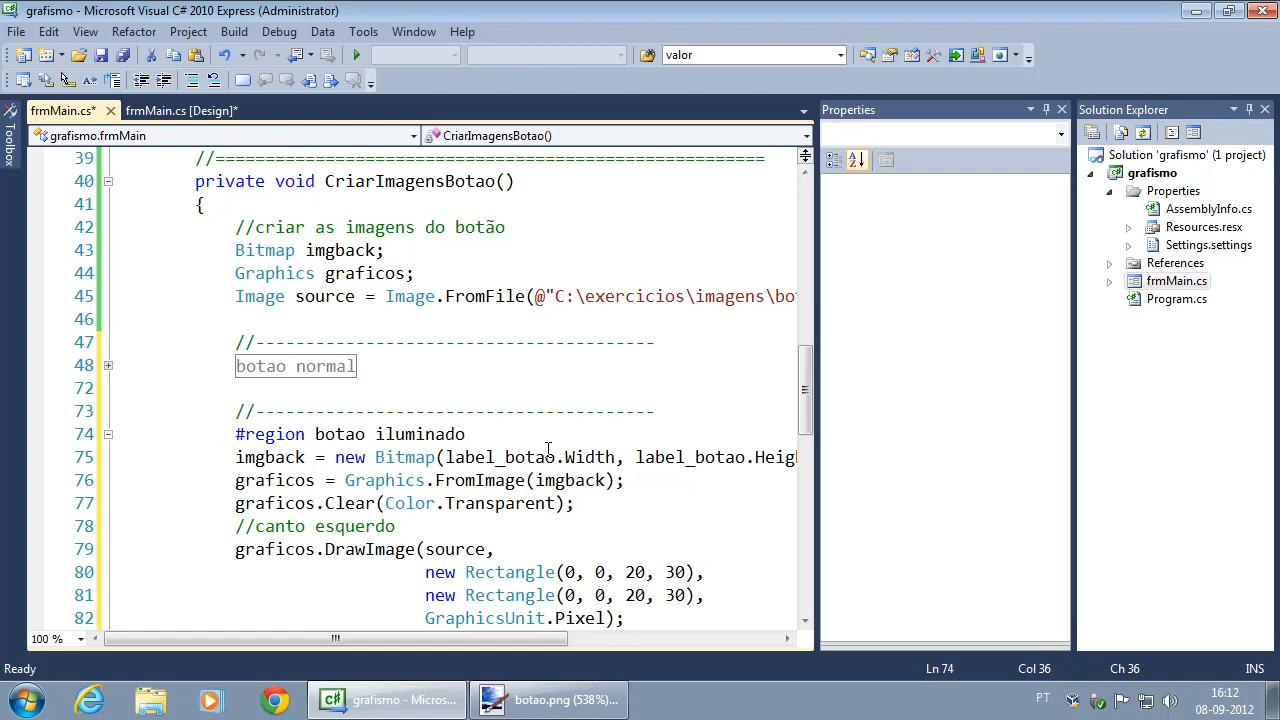 grafismo - Microsoft Visual C# 2010 Express (Administrator)
File Edit View Refactor Project Build Debug Data Tools Window Help
valor
frmMain.cs* frmMain.cs [Design]*
Properties
Solution Explorer
grafismo.frmMain
CriarImagensBotao()
39 //=======================================================
40 private void CriarImagensBotao()
41 {
42 //criar as imagens do botão
43 Bitmap imgback;
44 Graphics graficos;
45 Image source = Image.FromFile(@"C:\exercicios\imagens\bo
46
47 //----------------------------------------
48 botao normal
72
73 //----------------------------------------
74 #region botao iluminado
75 imgback = new Bitmap(label_botao.Width, label_botao.Heigh
76 graficos = Graphics.FromImage(imgback);
77 graficos.Clear(Color.Transparent);
78 //canto esquerdo
79 graficos.DrawImage(source,
80 new Rectangle(0, 0, 20, 30),
81 new Rectangle(0, 0, 20, 30),
82 GraphicsUnit.Pixel);
100 %
Toolbox
Solution 'grafismo' (1 project)
grafismo
Properties
AssemblyInfo.cs
Resources.resx
Settings.settings
References
frmMain.cs
Program.cs
Ready
Ln 74 Col 36 Ch 36 INS
grafismo - Micros...
botao.png (538%)...
PT
16:12
08-09-2012